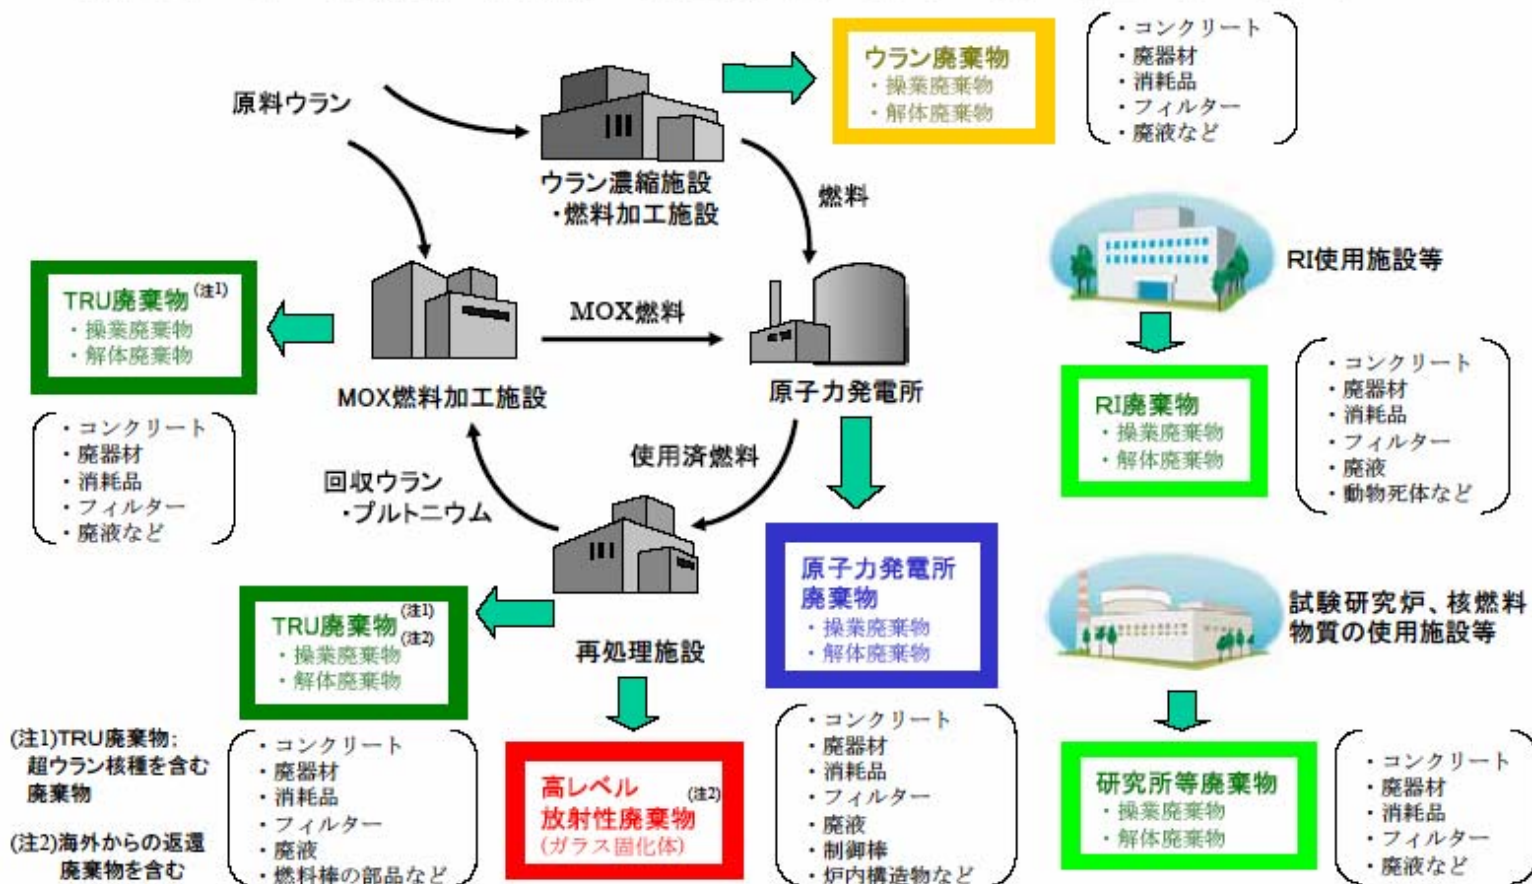 原料ウラン
ウラン濃縮施設
・燃料加工施設
ウラン廃棄物
・操業廃棄物
・解体廃棄物
・コンクリート
・廃器材
・消耗品
・フィルター
・廃液など
燃料
RI使用施設等
TRU廃棄物(注1)
・操業廃棄物
・解体廃棄物
・コンクリート
・廃器材
・消耗品
・フィルター
・廃液など
MOX燃料加工施設
MOX燃料
原子力発電所
RI廃棄物
・操業廃棄物
・解体廃棄物
・コンクリート
・廃器材
・消耗品
・フィルター
・廃液
・動物死体など
使用済燃料
回収ウラン
・プルトニウム
再処理施設
原子力発電所
廃棄物
・操業廃棄物
・解体廃棄物
・コンクリート
・廃器材
・消耗品
・フィルター
・廃液
・制御棒
・炉内構造物など
試験研究炉、核燃料
物質の使用施設等
TRU廃棄物(注1)
(注2)
・操業廃棄物
・解体廃棄物
・コンクリート
・廃器材
・消耗品
・フィルター
・廃液
・燃料棒の部品など
高レベル
放射性廃棄物(注2)
(ガラス固化体)
研究所等廃棄物
・操業廃棄物
・解体廃棄物
・コンクリート
・廃器材
・消耗品
・フィルター
・廃液など
(注1)TRU廃棄物:
超ウラン核種を含む
廃棄物
(注2)海外からの返還
廃棄物を含む